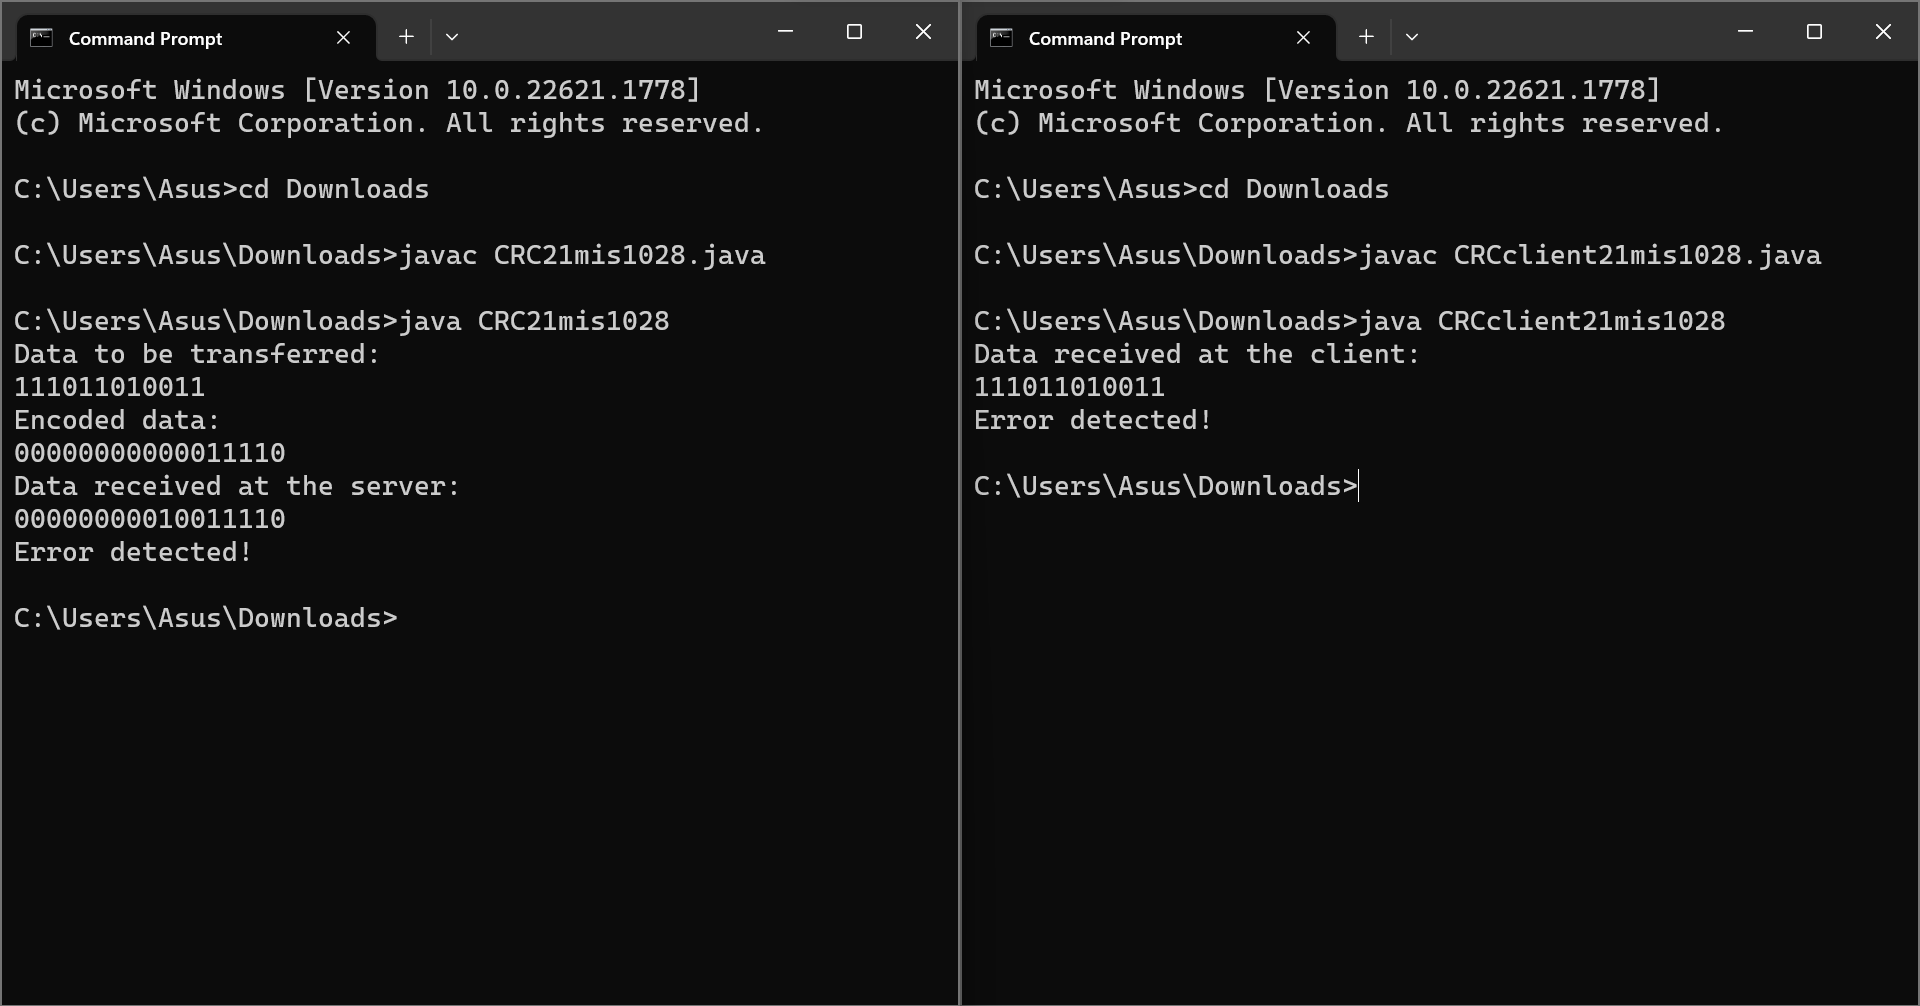 Command Prompt
Microsoft Windows [Version 10.0.22621.1778]
(c) Microsoft Corporation. All rights reserved.
C:\Users\Asus>cd Downloads
C:\Users\Asus\Downloads>javac CRC21mis1028.java
C:\Users\Asus\Downloads>java CRC21mis1028
Data to be transferred:
111011010011
Encoded data:
00000000000011110
Data received at the server:
00000000010011110
Error detected!
C:\Users\Asus\Downloads>
Command Prompt
Microsoft Windows [Version 10.0.22621.1778]
(c) Microsoft Corporation. All rights reserved.
C:\Users\Asus>cd Downloads
C:\Users\Asus\Downloads>javac CRCclient21mis1028.java
C:\Users\Asus\Downloads>java CRCclient21mis1028
Data received at the client:
111011010011
Error detected!
C:\Users\Asus\Downloads>